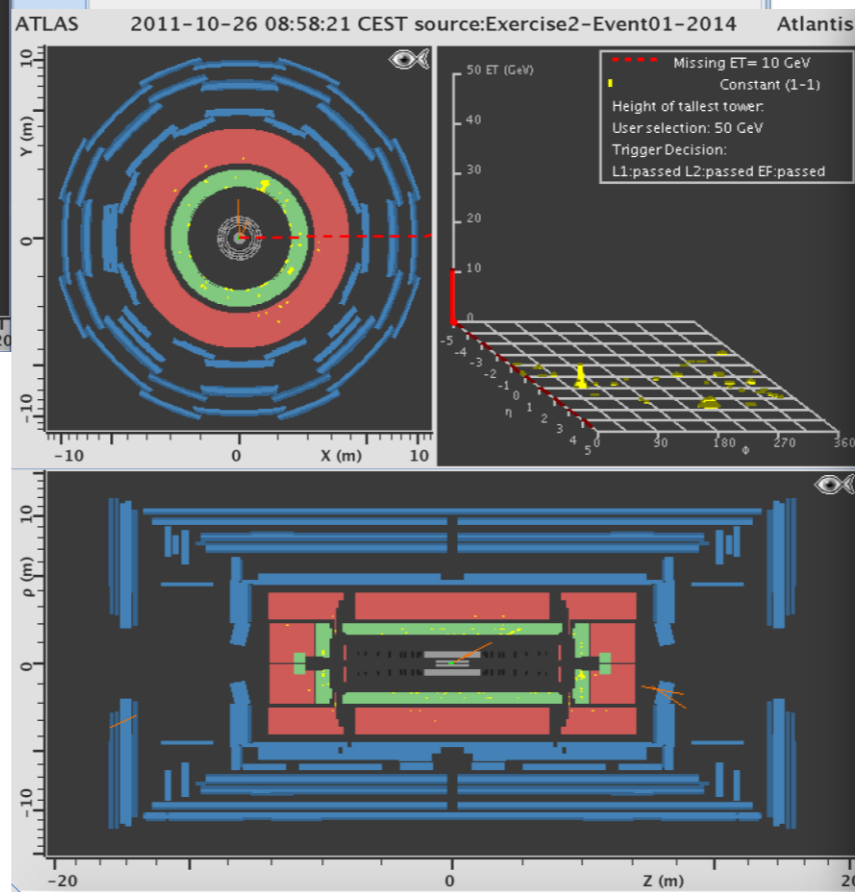 ATLAS 2011-10-26 08:58:21 CEST source:Exercise2-Event01-2014 Atlantis
10
Y (m)
0
-10
-10 0 X (m) 10
50 ET (GeV)
40
30
20
10
0
Missing ET= 10 GeV
Constant (1-1)
Height of tallest tower:
User selection: 50 GeV
Trigger Decision:
L1:passed L2:passed EF:passed
-5
-4
-3
-2
-1
0
1
2
3
4
5
η
0 90 180 270 360
Φ
10
ρ (m)
0
-10
-20 0 Z (m) 20